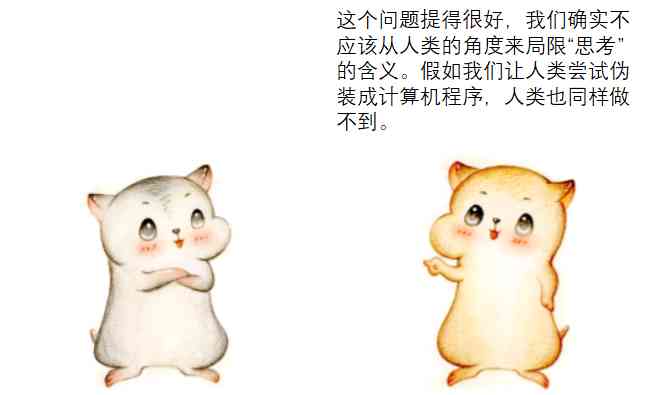 这个问题提得很好，我们确实不
应该从人类的角度来局限“思考”
的含义。假如我们让人类尝试伪
装成计算机程序，人类也同样做
不到。